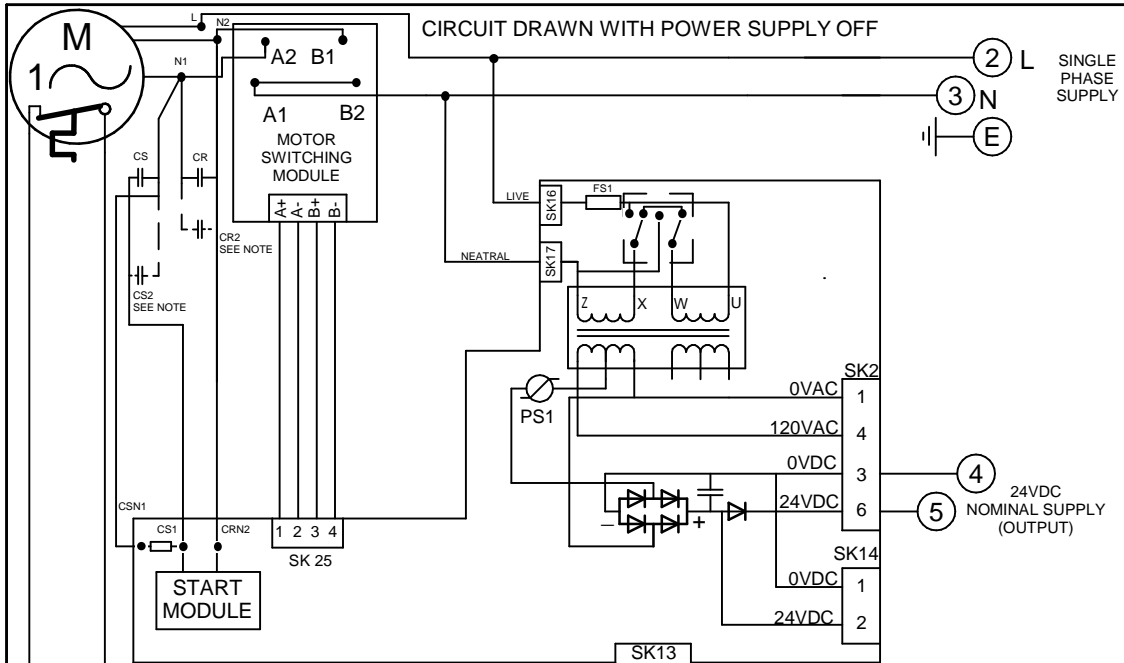 CIRCUIT DRAWN WITH POWER SUPPLY OFF
L
N2
M
1
N1
A2 B1
A1 B2
MOTOR
SWITCHING
MODULE
A+ A- B+ B-
2 L
SINGLE
PHASE
SUPPLY
3 N
E
CS
CR
CR2
SEE NOTE
CS2
SEE NOTE
LIVE
SK16
FS1
NEATRAL
SK17
Z X W U
PS1
SK2
0VAC 1
120VAC 4
0VDC 3
24VDC 6
4
5
24VDC
NOMINAL SUPPLY
(OUTPUT)
– +
SK14
0VDC 1
24VDC 2
CSN1
CS1
CRN2
1 2 3 4
SK 25
START
MODULE
SK13